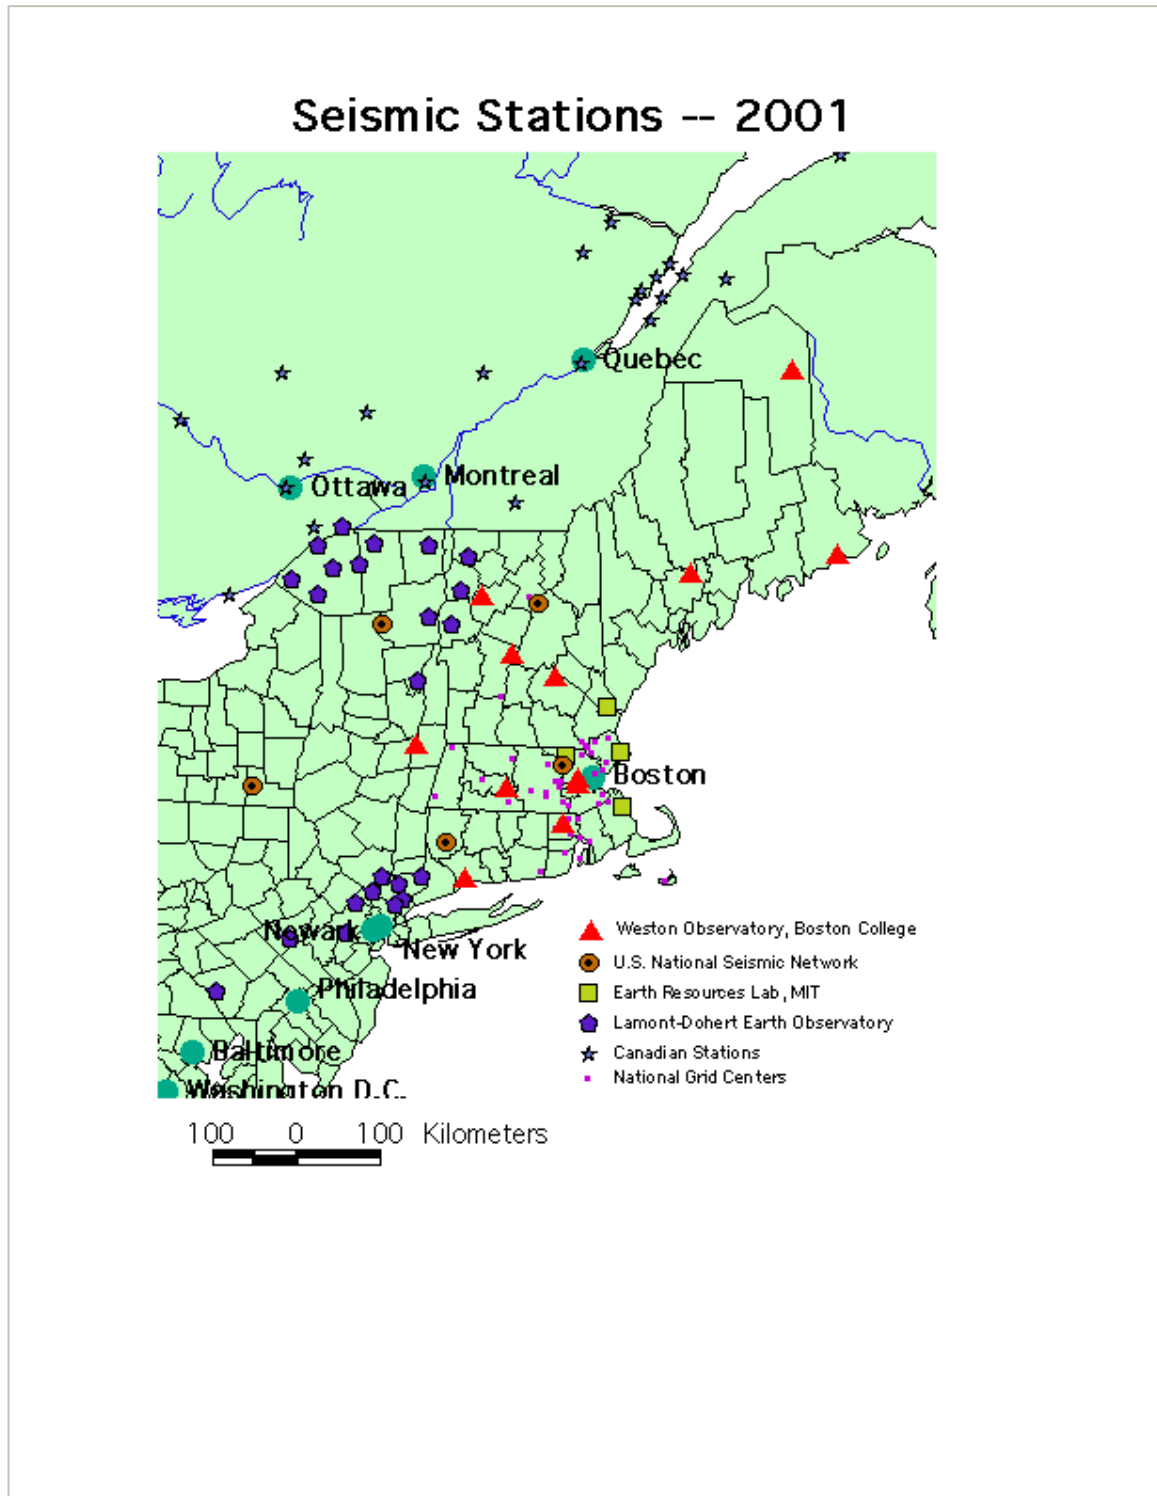 Seismic Stations -- 2001
Quebec
Montreal
Ottawa
Boston
Newark
New York
Philadelphia
Baltimore
Washington D.C.
Weston Observatory, Boston College
U.S. National Seismic Network
Earth Resources Lab, MIT
Lamont-Dohert Earth Observatory
Canadian Stations
National Grid Centers
100 0 100 Kilometers